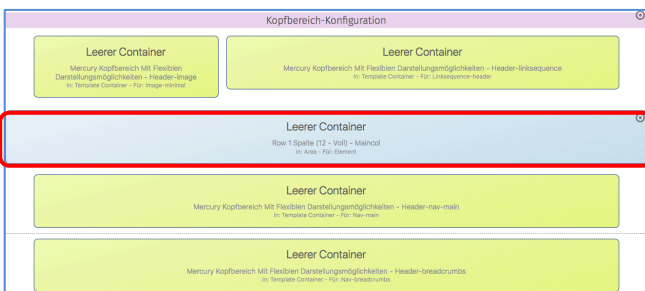 Kopfbereich-Konfiguration
Leerer Container
Mercury Kopfbereich Mit Flexiblen
Darstellungsmöglichkeiten - Header-image
In: Template Container - Für: Image-minimal
Leerer Container
Mercury Kopfbereich Mit Flexiblen Darstellungsmöglichkeiten - Header-linksequence
In: Template Container - Für: Linksequence-header
Leerer Container
Row 1 Spalte (12 - Voll) - Maincol
In: Area - Für: Element
Leerer Container
Mercury Kopfbereich Mit Flexiblen Darstellungsmöglichkeiten - Header-nav-main
In: Template Container - Für: Nav-main
Leerer Container
Mercury Kopfbereich Mit Flexiblen Darstellungsmöglichkeiten - Header-breadcrumbs
In: Template Container - Für: Nav-breadcrumbs